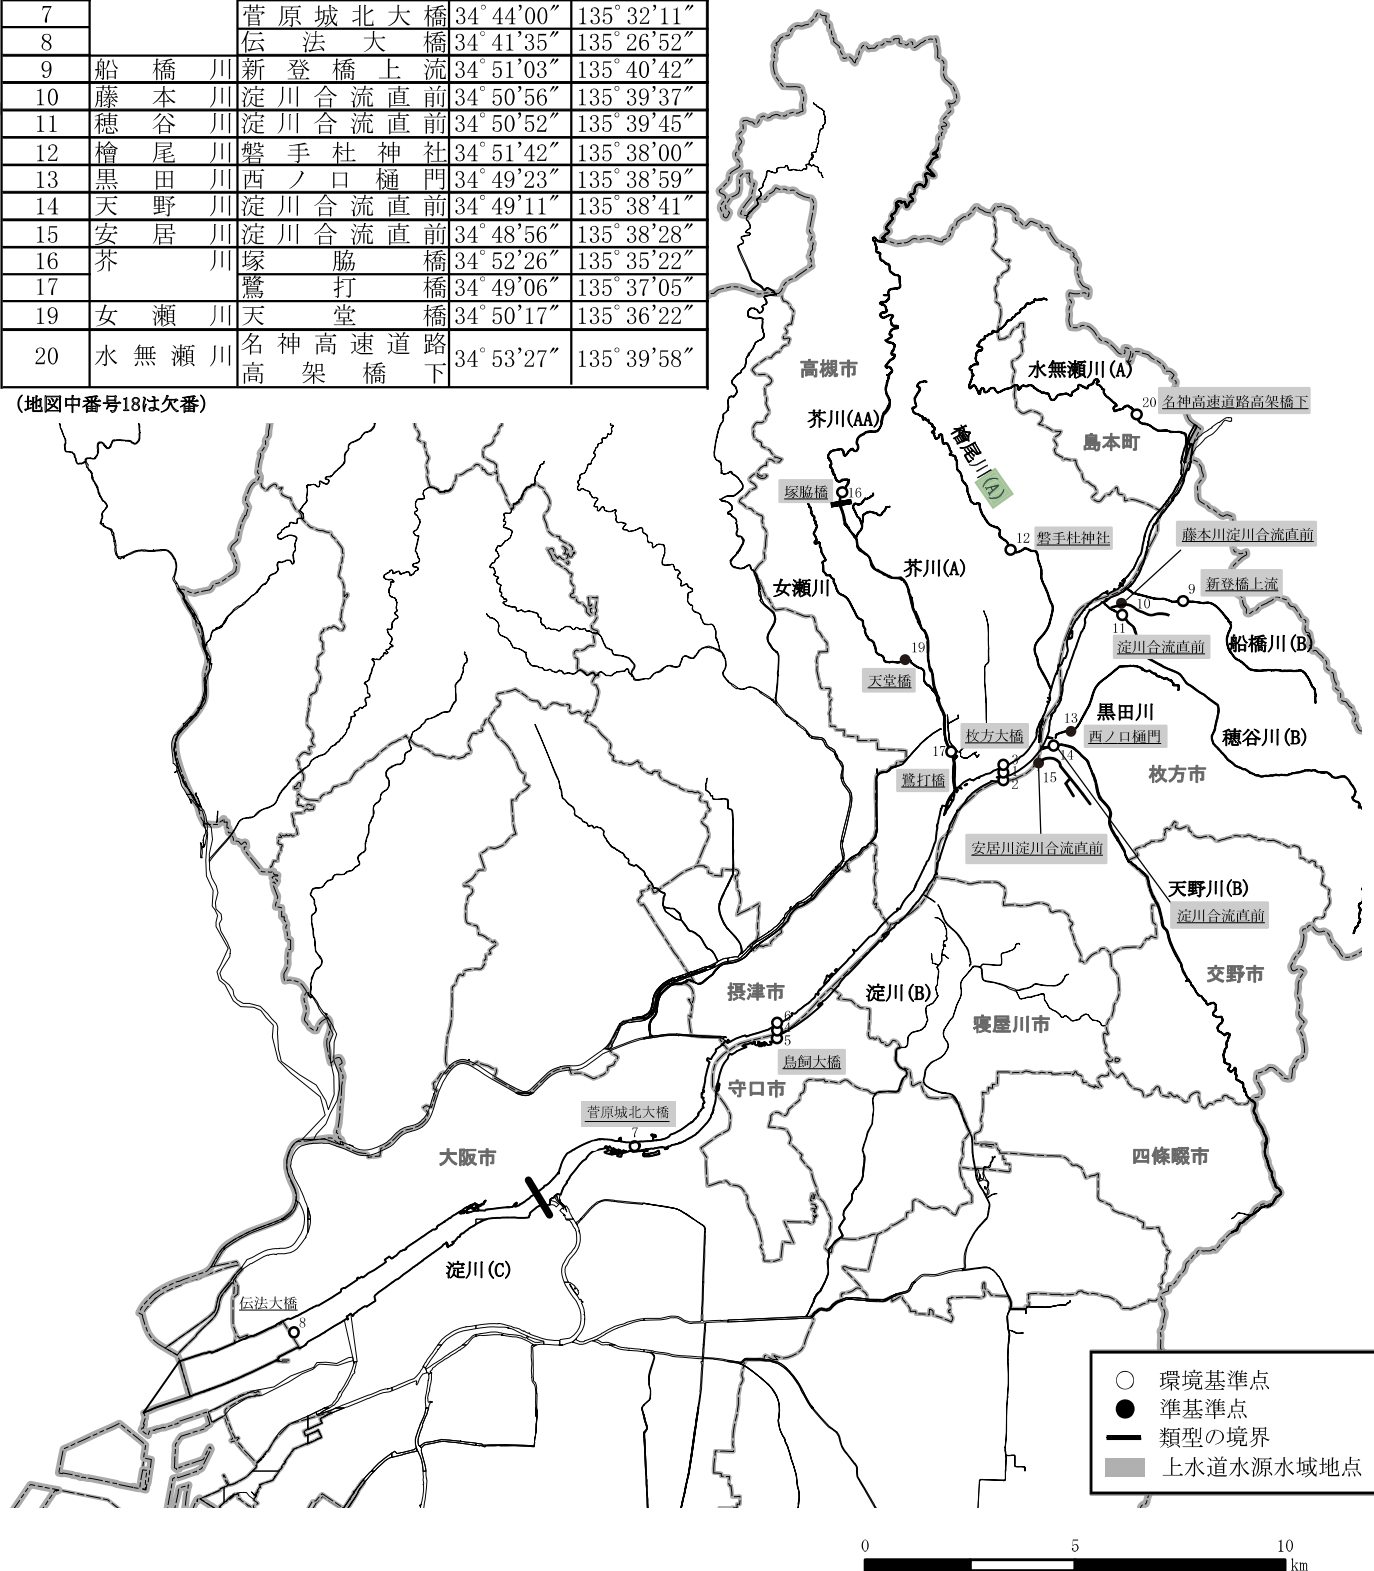 7 菅原城北大橋 34°44′00″ 135°32′11″
8 伝法大橋 34°41′35″ 135°26′52″
9 船橋川 新登橋上流 34°51′03″ 135°40′42″
10 藤本川 淀川合流直前 34°50′56″ 135°39′37″
11 穂谷川 淀川合流直前 34°50′52″ 135°39′45″
12 檜尾川 磐手杜神社 34°51′42″ 135°38′00″
13 黒田川 西ノ口樋門 34°49′23″ 135°38′59″
14 天野川 淀川合流直前 34°49′11″ 135°38′41″
15 安居川 淀川合流直前 34°48′56″ 135°38′28″
16 芥川 塚脇橋 34°52′26″ 135°35′22″
17 鷺打橋 34°49′06″ 135°37′05″
19 女瀬川 天堂橋 34°50′17″ 135°36′22″
20 水無瀬川 名神高速道路高架橋下 34°53′27″ 135°39′58″
(地図中番号18は欠番)
高槻市
水無瀬川(A)
20 名神高速道路高架橋下
芥川(AA)
島本町
檜尾川(A)
塚脇橋
16
藤本川淀川合流直前
12 磐手杜神社
芥川(A)
女瀬川
9 新登橋上流
10
11
淀川合流直前
船橋川(B)
19
天堂橋
黒田川
13
西ノ口樋門
穂谷川(B)
枚方大橋
17
鷺打橋
3
1
2
14
15
枚方市
安居川淀川合流直前
天野川(B)
淀川合流直前
交野市
摂津市
淀川(B)
寝屋川市
6
4
5
鳥飼大橋
守口市
菅原城北大橋
7
大阪市
四條畷市
淀川(C)
伝法大橋
8
環境基準点
準基準点
類型の境界
上水道水源水域地点
0 5 10
km